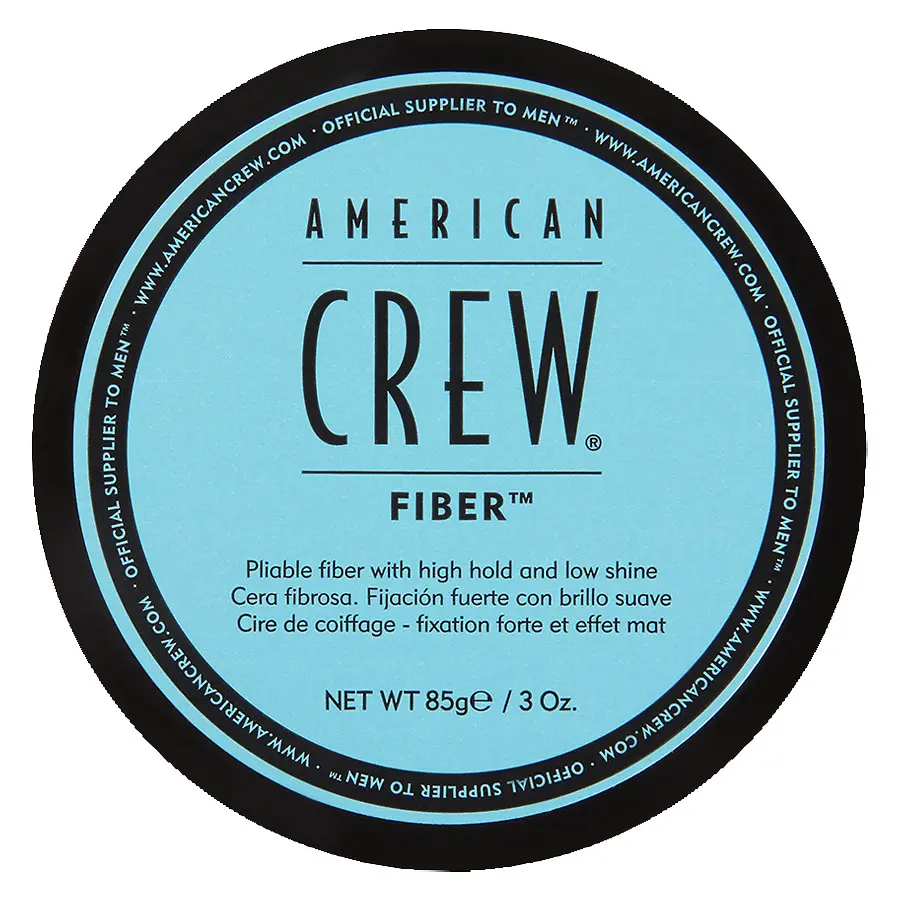 AMERICAN
CREW®
FIBER™
Pliable fiber with high hold and low shine
Cera fibrosa. Fijación fuerte con brillo suave
Cire de coiffage - fixation forte et effet mat
NET WT 85g℮ / 3 Oz.
OFFICIAL SUPPLIER TO MEN™ · WWW.AMERICANCREW.COM · OFFICIAL SUPPLIER TO MEN™ · WWW.AMERICANCREW.COM · OFFICIAL SUPPLIER TO MEN™ · WWW.AMERICANCREW.COM · OFFICIAL SUPPLIER TO MEN™ · WWW.AMERICANCREW.COM ·